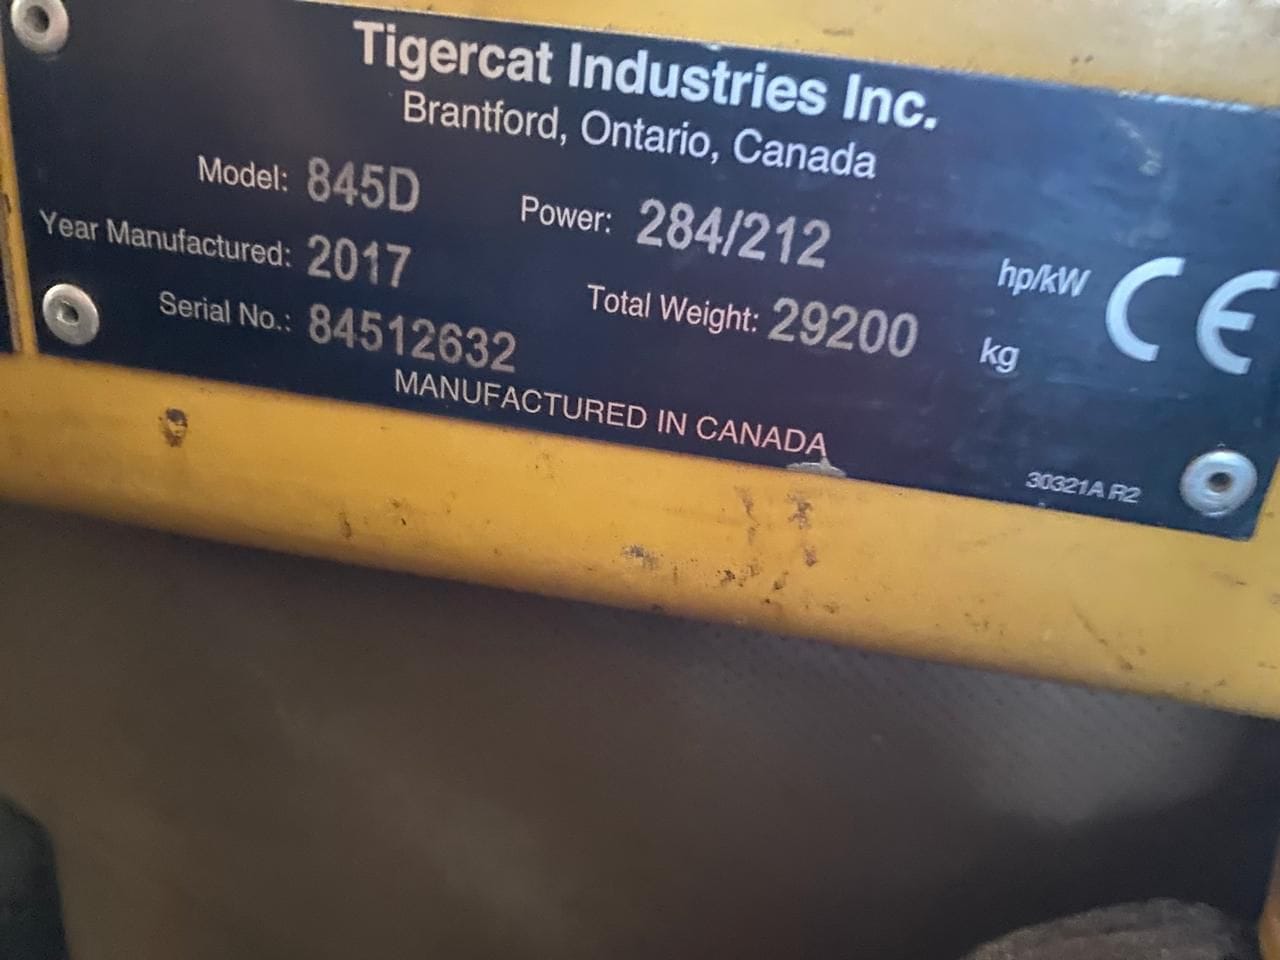 Tigercat Industries Inc.
Brantford, Ontario, Canada
Model: 845D
Power: 284/212 hp/kW
Year Manufactured: 2017
Total Weight: 29200 kg
Serial No.: 84512632
CE
MANUFACTURED IN CANADA
30321A R2